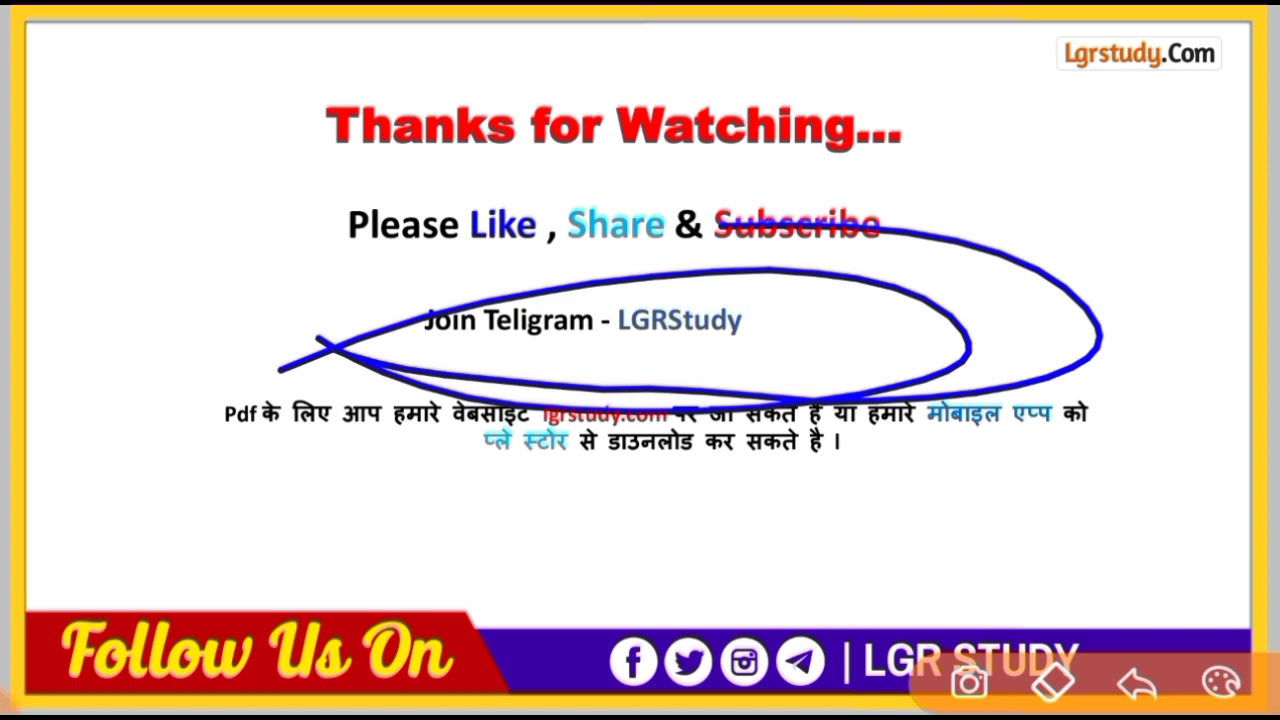 Lgrstudy.Com
Thanks for Watching...
Please Like , Share & Subscribe
Join Teligram - LGRStudy
Pdf के लिए आप हमारे वेबसाइट lgrstudy.com पर जा सकते है या हमारे मोबाइल एप्प को
प्ले स्टोर से डाउनलोड कर सकते है ।
Follow Us On
| LGR STUDY